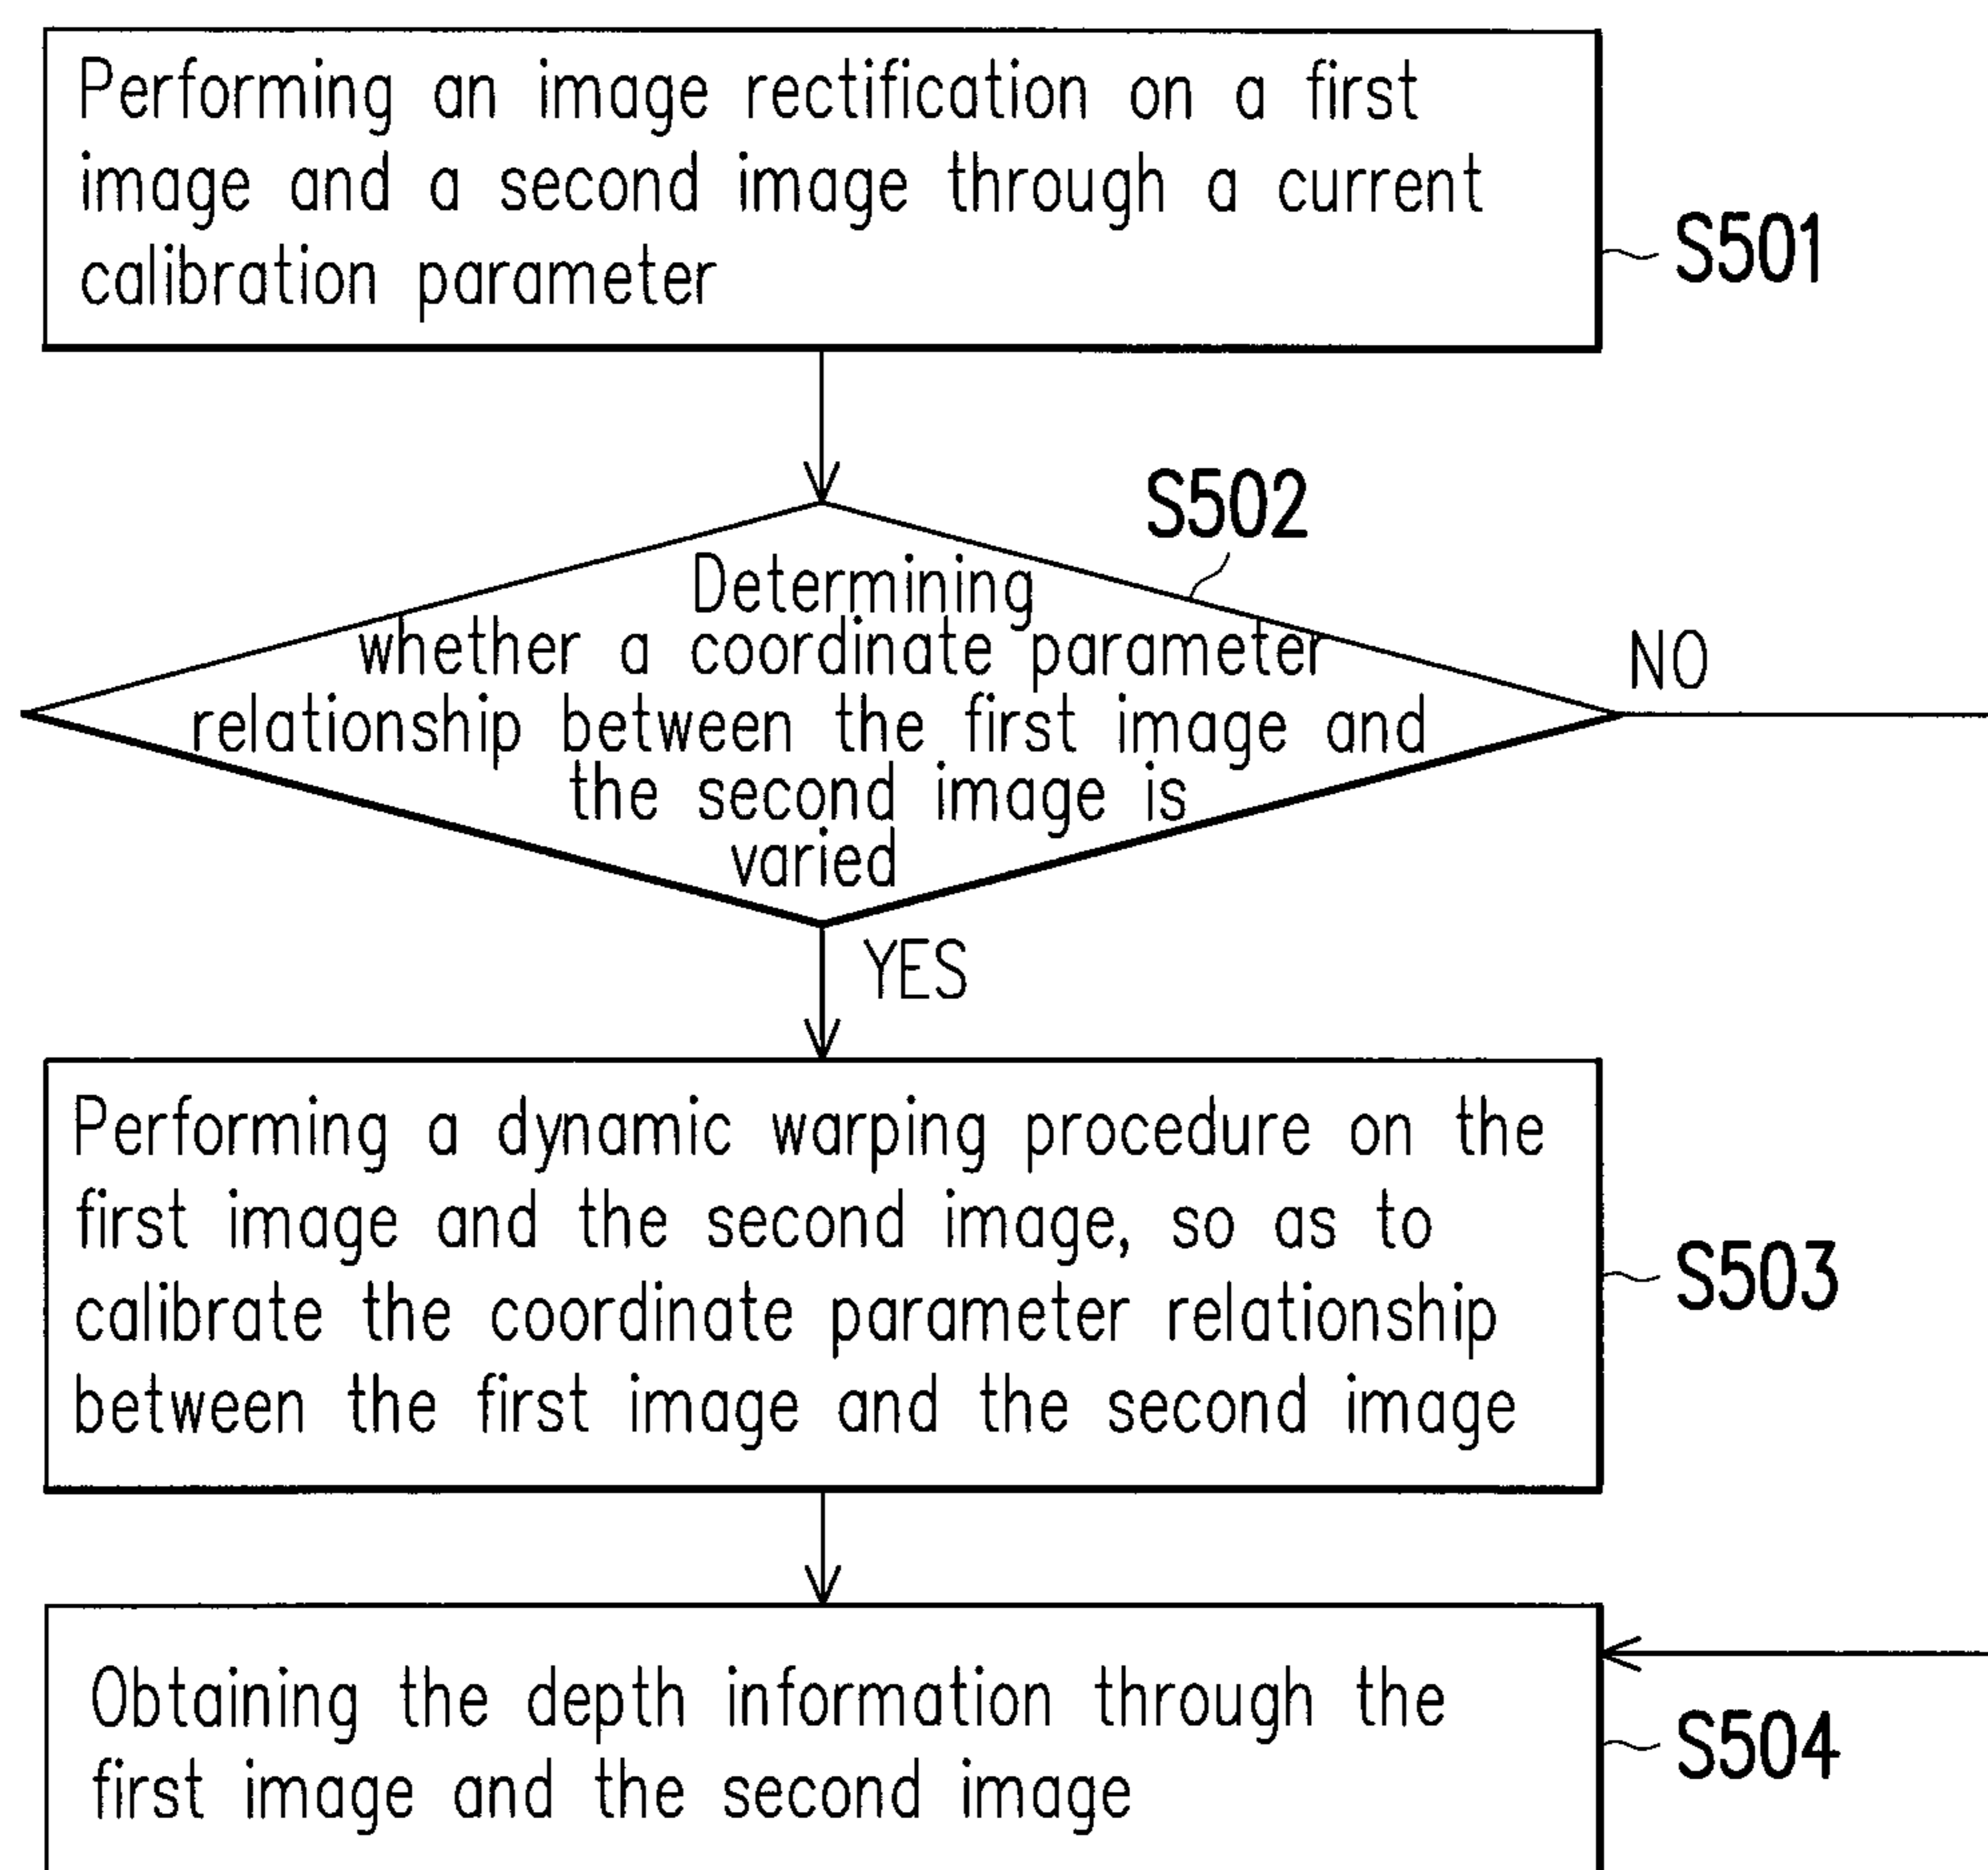 Performing an image rectification on a first
image and a second image through a current
calibration parameter
S501
S502
Determining
whether a coordinate parameter
relationship between the first image and
the second image is
varied
NO
YES
Performing a dynamic warping procedure on the
first image and the second image, so as to
calibrate the coordinate parameter relationship
between the first image and the second image
S503
Obtaining the depth information through the
first image and the second image
S504